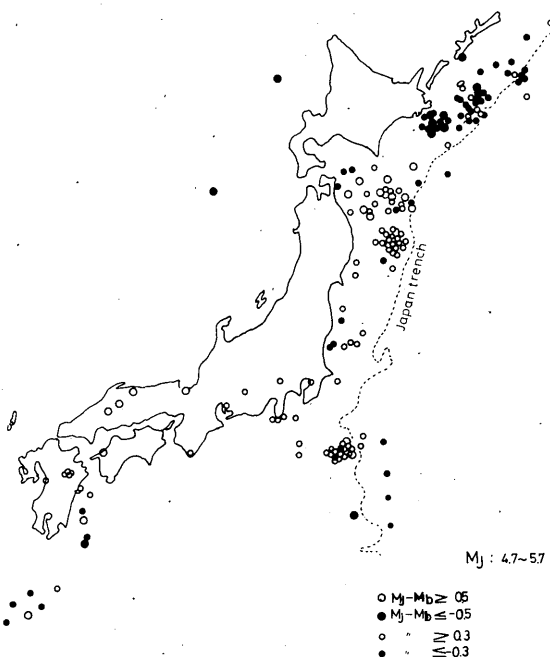 Japan trench
MJ : 4.7~5.7
○ MJ-Mb ≥ 0.5
● MJ-Mb ≤ -0.5
○ " ≥ 0.3
● " ≤ -0.3